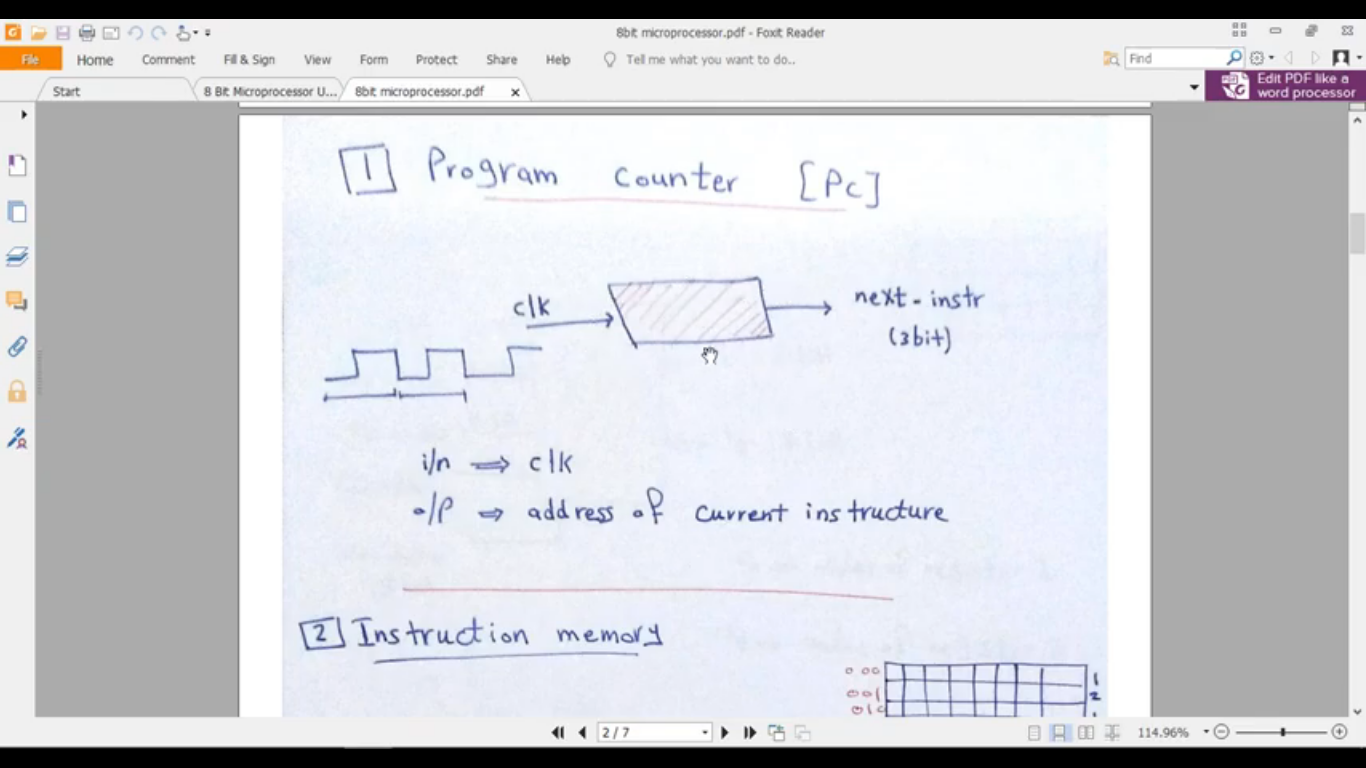 8bit microprocessor.pdf - Foxit Reader
File Home Comment Fill & Sign View Form Protect Share Help Tell me what you want to do.. Find
Start 8 Bit Microprocessor U... 8bit microprocessor.pdf Edit PDF like a word processor
1 Program counter [Pc]
clk
next-instr
(3bit)
i/n ⇒ clk
o/p ⇒ address of current instructure
2 Instruction memory
000 1
001 2
010
2 / 7 114.96%